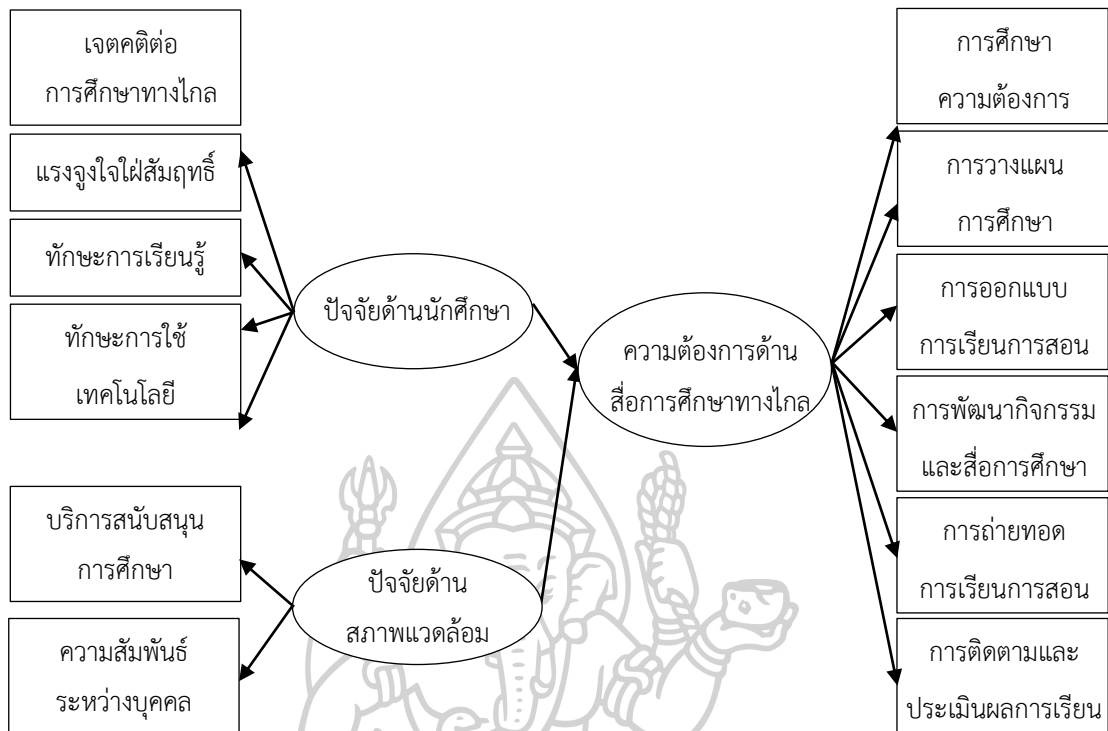 เจตคติต่อ
การศึกษาทางไกล
แรงจูงใจใฝ่สัมฤทธิ์
ทักษะการเรียนรู้
ทักษะการใช้
เทคโนโลยี
บริการสนับสนุน
การศึกษา
ความสัมพันธ์
ระหว่างบุคคล
ปัจจัยด้านนักศึกษา
ปัจจัยด้าน
สภาพแวดล้อม
ความต้องการด้าน
สื่อการศึกษาทางไกล
การศึกษา
ความต้องการ
การวางแผน
การศึกษา
การออกแบบ
การเรียนการสอน
การพัฒนากิจกรรม
และสื่อการศึกษา
การถ่ายทอด
การเรียนการสอน
การติดตามและ
ประเมินผลการเรียน